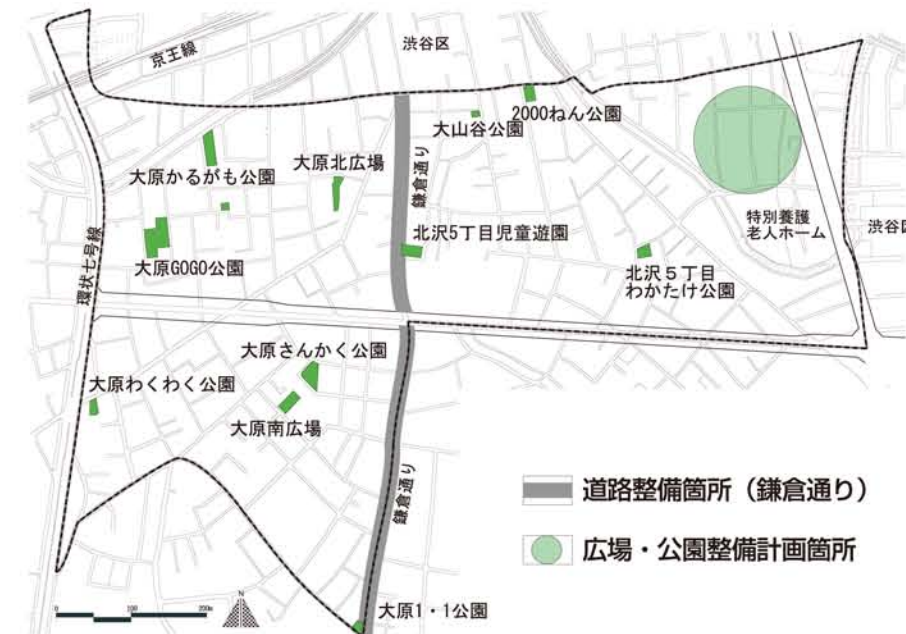 京王線
渋谷区
2000ねん公園
大山谷公園
大原かるがも公園
大原北広場
鎌倉通り
北沢5丁目児童遊園
特別養護
老人ホーム
渋谷区
大原GOGO公園
環状七号線
北沢５丁目
わかたけ公園
大原さんかく公園
大原わくわく公園
大原南広場
鎌倉通り
道路整備箇所（鎌倉通り）
広場・公園整備計画箇所
大原1・1公園
0 100 200m
N